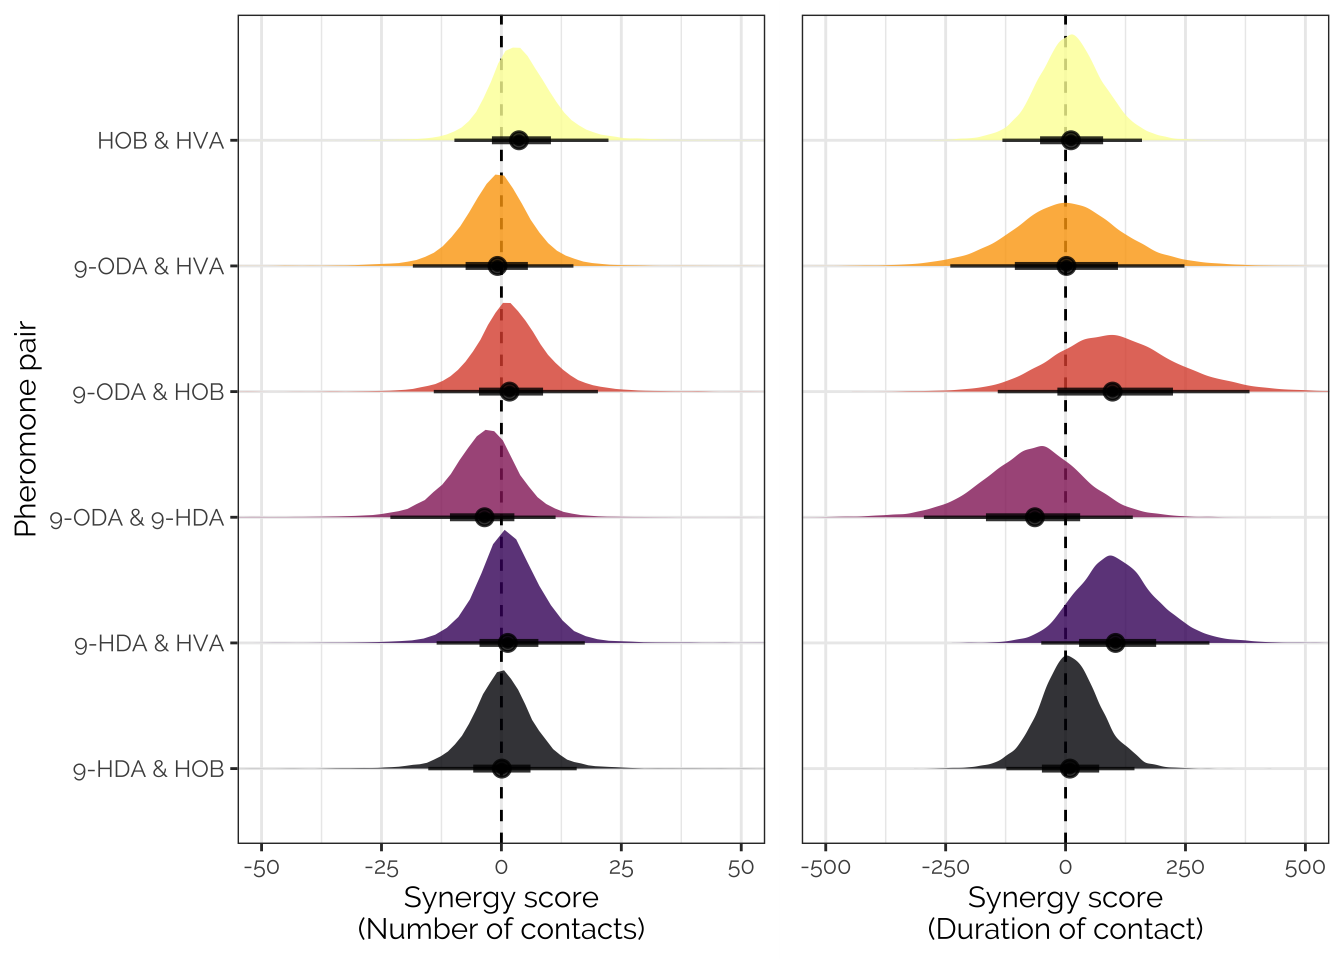 Pheromone pair
HOB & HVA
9-ODA & HVA
9-ODA & HOB
9-ODA & 9-HDA
9-HDA & HVA
9-HDA & HOB
-50 -25 0 25 50
Synergy score
(Number of contacts)
-500 -250 0 250 500
Synergy score
(Duration of contact)